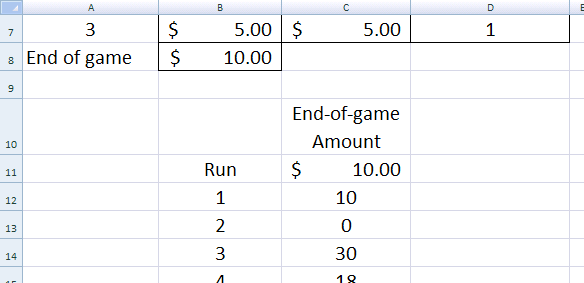 A B C D
7 3 $ 5.00 $ 5.00 1
8 End of game $ 10.00
9
End-of-game
10 Amount
11 Run $ 10.00
12 1 10
13 2 0
14 3 30
15 4 18